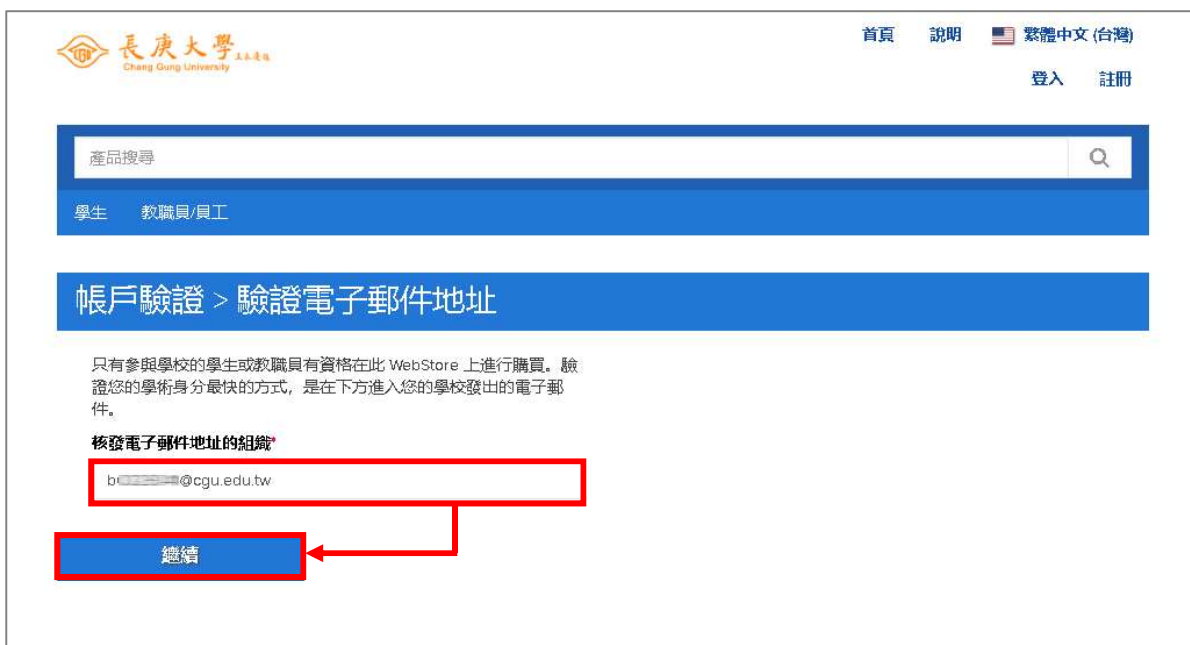 長庚大學
Chang Gung University
首頁 說明 繁體中文 (台灣)
登入 註冊
產品搜尋
學生 教職員/員工
帳戶驗證 > 驗證電子郵件地址
只有參與學校的學生或教職員有資格在此 WebStore 上進行購買。驗
證您的學術身分最快的方式，是在下方進入您的學校發出的電子郵
件。
核發電子郵件地址的組織*
b @cgu.edu.tw
繼續